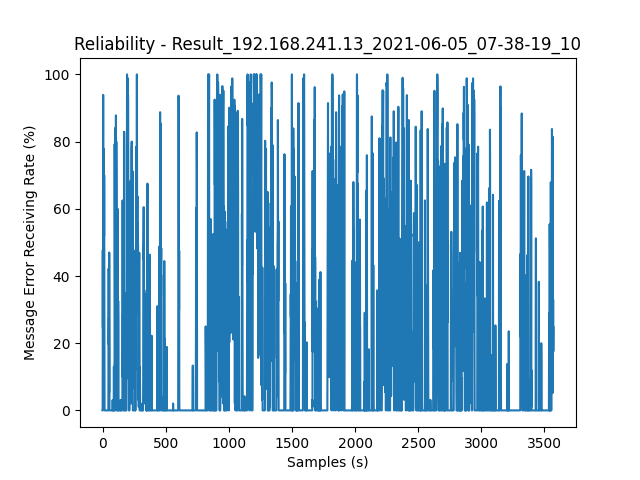 Reliability - Result_192.168.241.13_2021-06-05_07-38-19_10
Message Error Receiving Rate (%)
100
80
60
40
20
0
0 500 1000 1500 2000 2500 3000 3500
Samples (s)